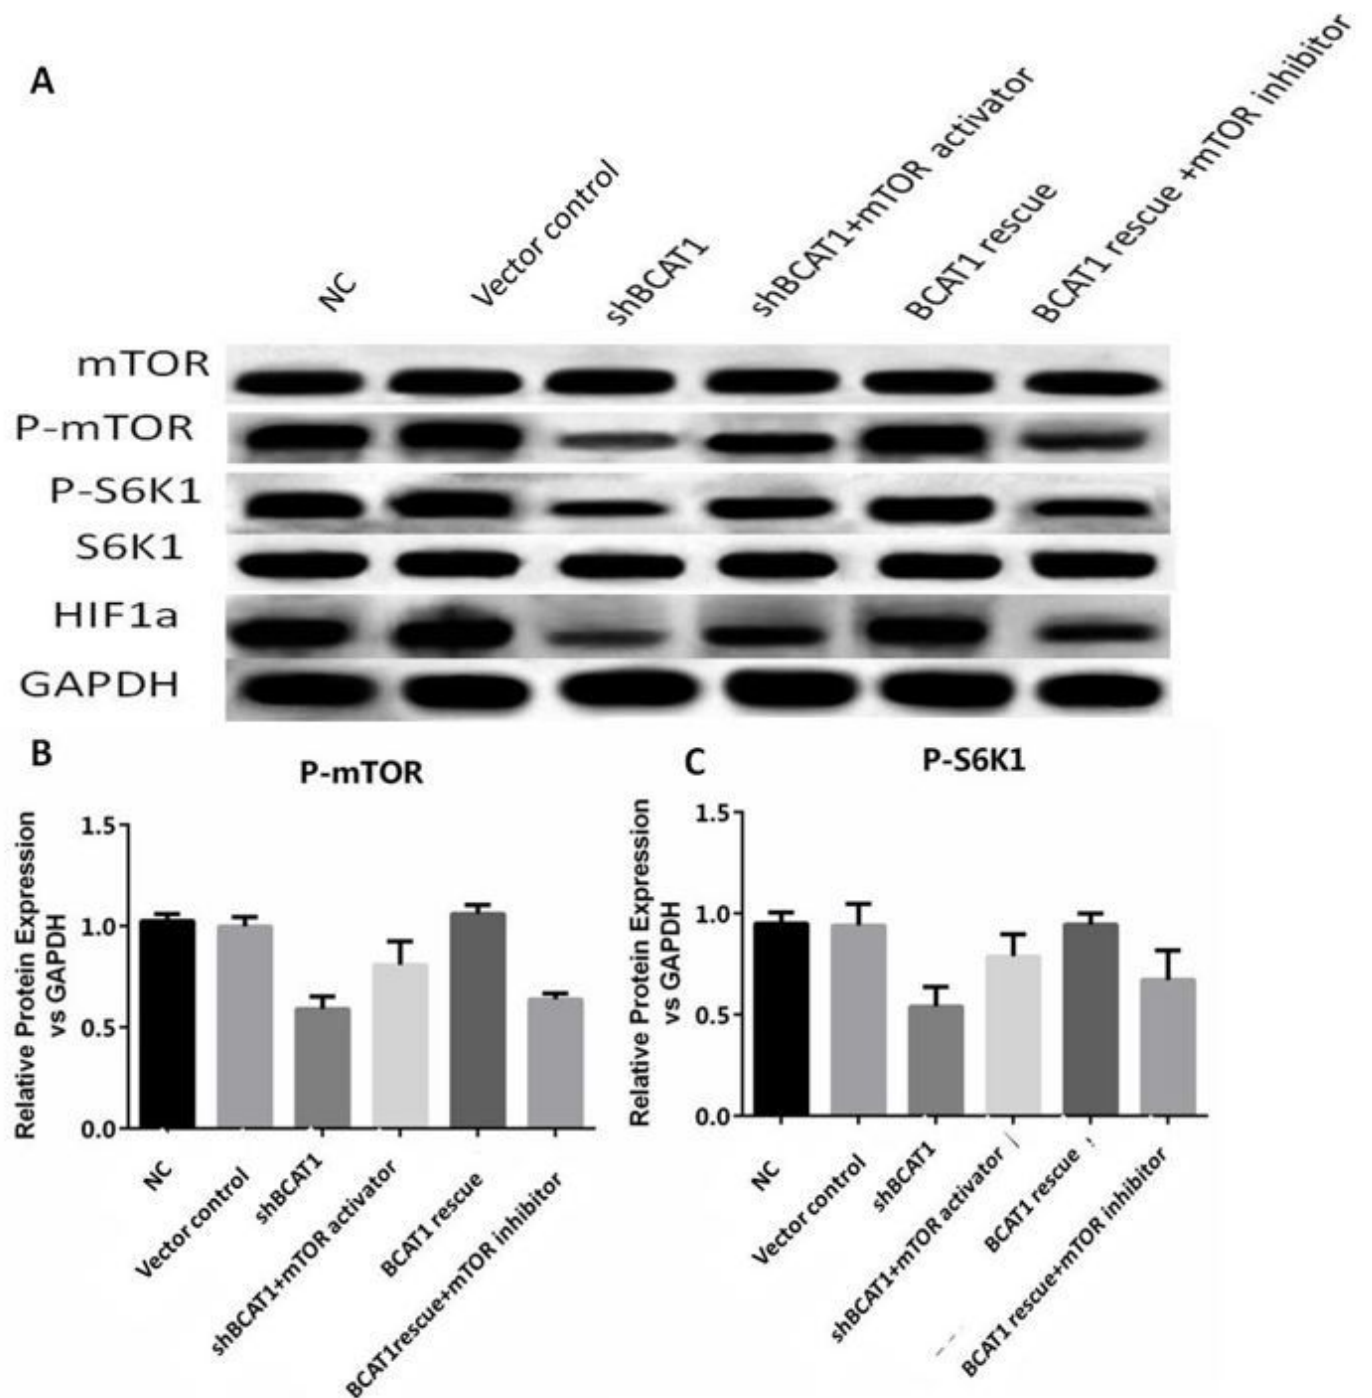 A
NC
Vector control
shBCAT1
shBCAT1+mTOR activator
BCAT1 rescue
BCAT1 rescue +mTOR inhibitor
mTOR
P-mTOR
P-S6K1
S6K1
HIF1a
GAPDH
B
P-mTOR
Relative Protein Expression
vs GAPDH
1.5
1.0
0.5
0.0
NC
Vector control
shBCAT1
shBCAT1+mTOR activator
BCAT1 rescue
BCAT1rescue+mTOR inhibitor
C
P-S6K1
Relative Protein Expression
vs GAPDH
1.5
1.0
0.5
0.0
NC
Vector control
shBCAT1
shBCAT1+mTOR activator
BCAT1 rescue
BCAT1 rescue+mTOR inhibitor